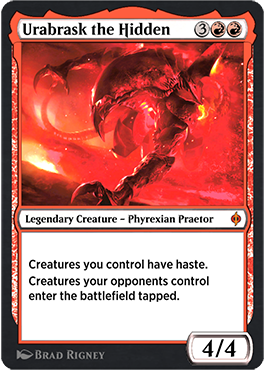 Urabrask the Hidden 3
Legendary Creature – Phyrexian Praetor
Creatures you control have haste.
Creatures your opponents control
enter the battlefield tapped.
BRAD RIGNEY
4/4